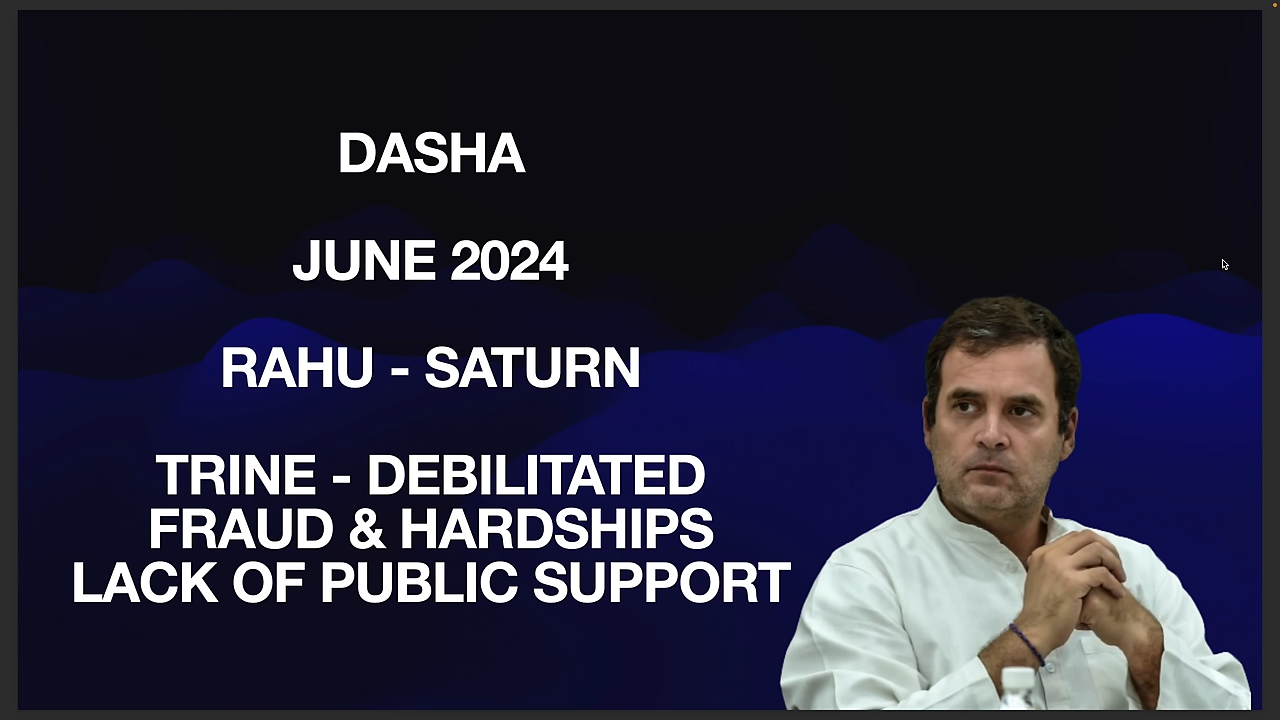 DASHA
JUNE 2024
RAHU - SATURN
TRINE - DEBILITATED
FRAUD & HARDSHIPS
LACK OF PUBLIC SUPPORT